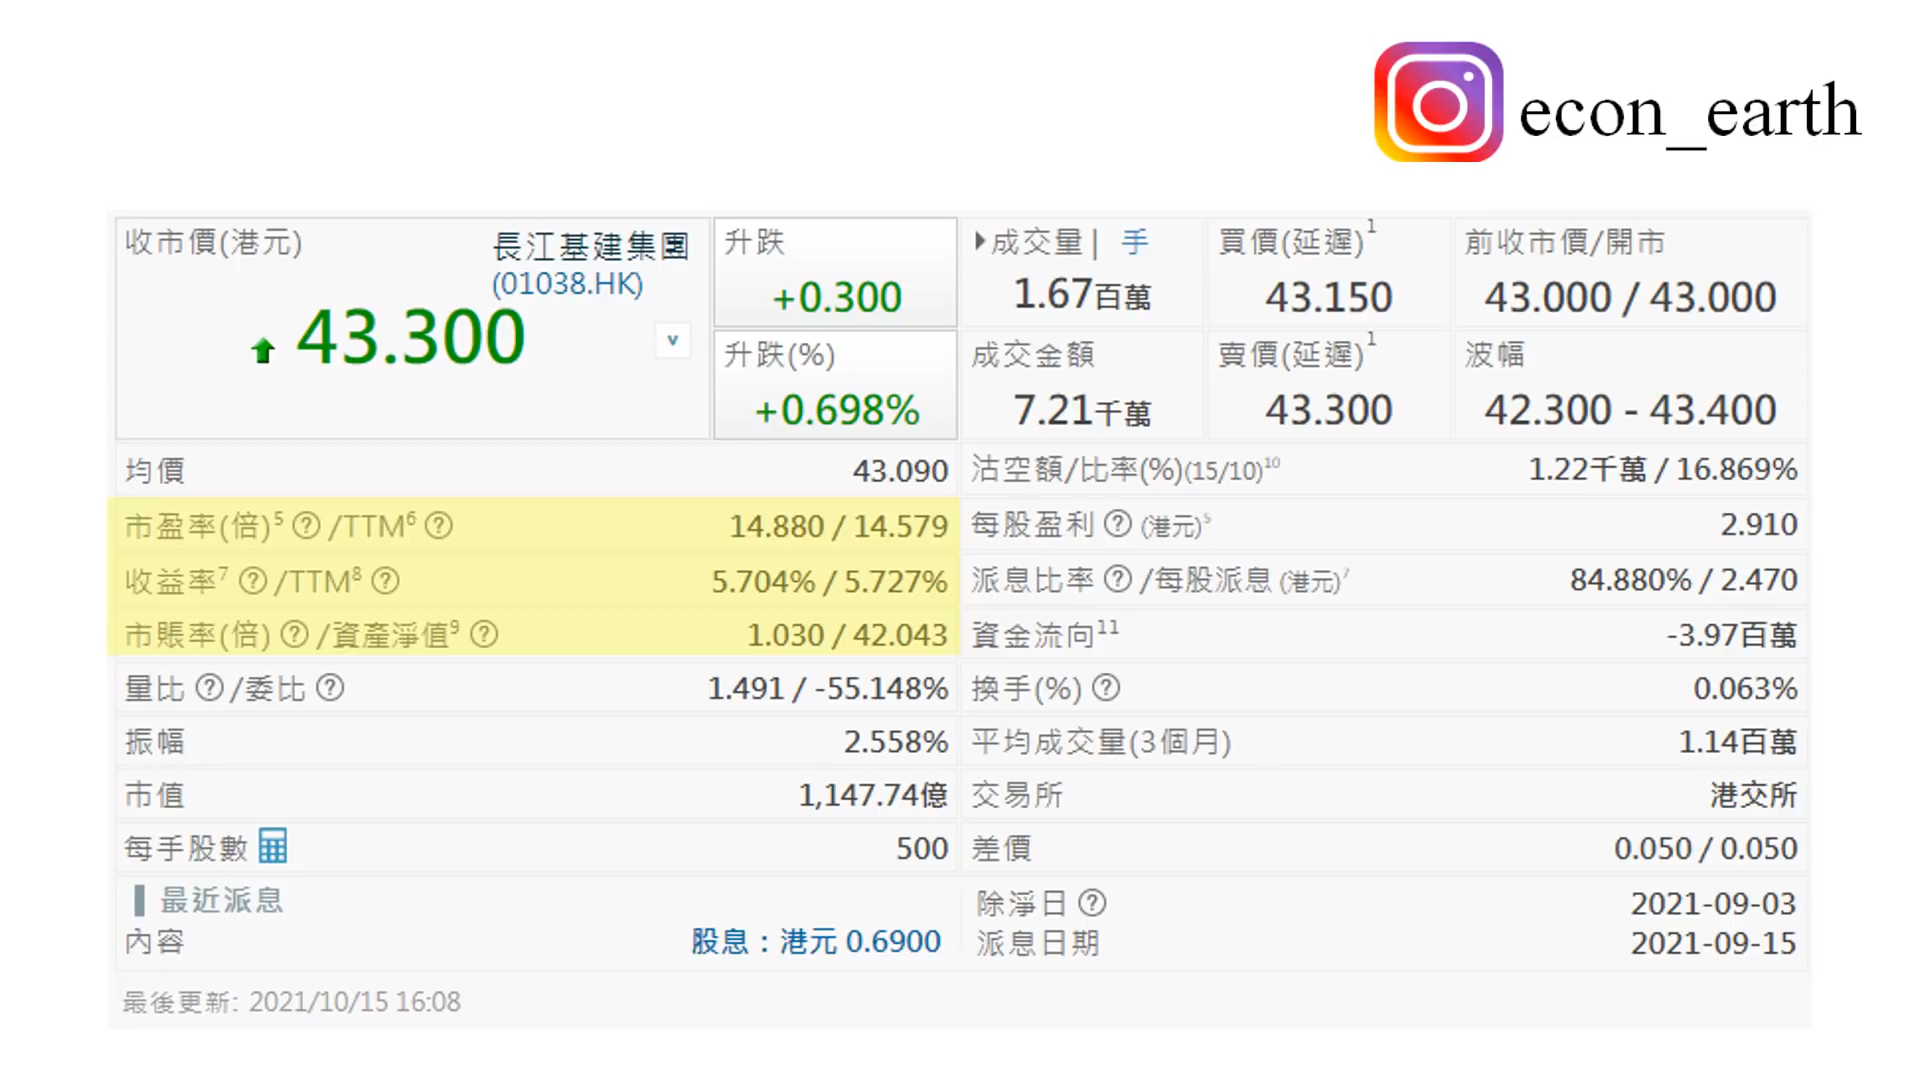 econ_earth
收市價(港元)
長江基建集團
(01038.HK)
43.300
升跌
+0.300
升跌(%)
+0.698%
成交量| 手
1.67百萬
買價(延遲)1
43.150
前收市價/開市
43.000 / 43.000
成交金額
7.21千萬
賣價(延遲)1
43.300
波幅
42.300 - 43.400
均價 43.090
沽空額/比率(%)(15/10)10 1.22千萬 / 16.869%
市盈率(倍)5 ? /TTM6 ? 14.880 / 14.579
每股盈利 ? (港元)5 2.910
收益率7 ? /TTM8 ? 5.704% / 5.727%
派息比率 ? /每股派息 (港元)7 84.880% / 2.470
市賬率(倍) ? /資產淨值9 ? 1.030 / 42.043
資金流向11 -3.97百萬
量比 ? /委比 ? 1.491 / -55.148%
換手(%) ? 0.063%
振幅 2.558%
平均成交量(3個月) 1.14百萬
市值 1,147.74億
交易所 港交所
每手股數 500
差價 0.050 / 0.050
最近派息
內容 股息：港元 0.6900
除淨日 ? 2021-09-03
派息日期 2021-09-15
最後更新: 2021/10/15 16:08